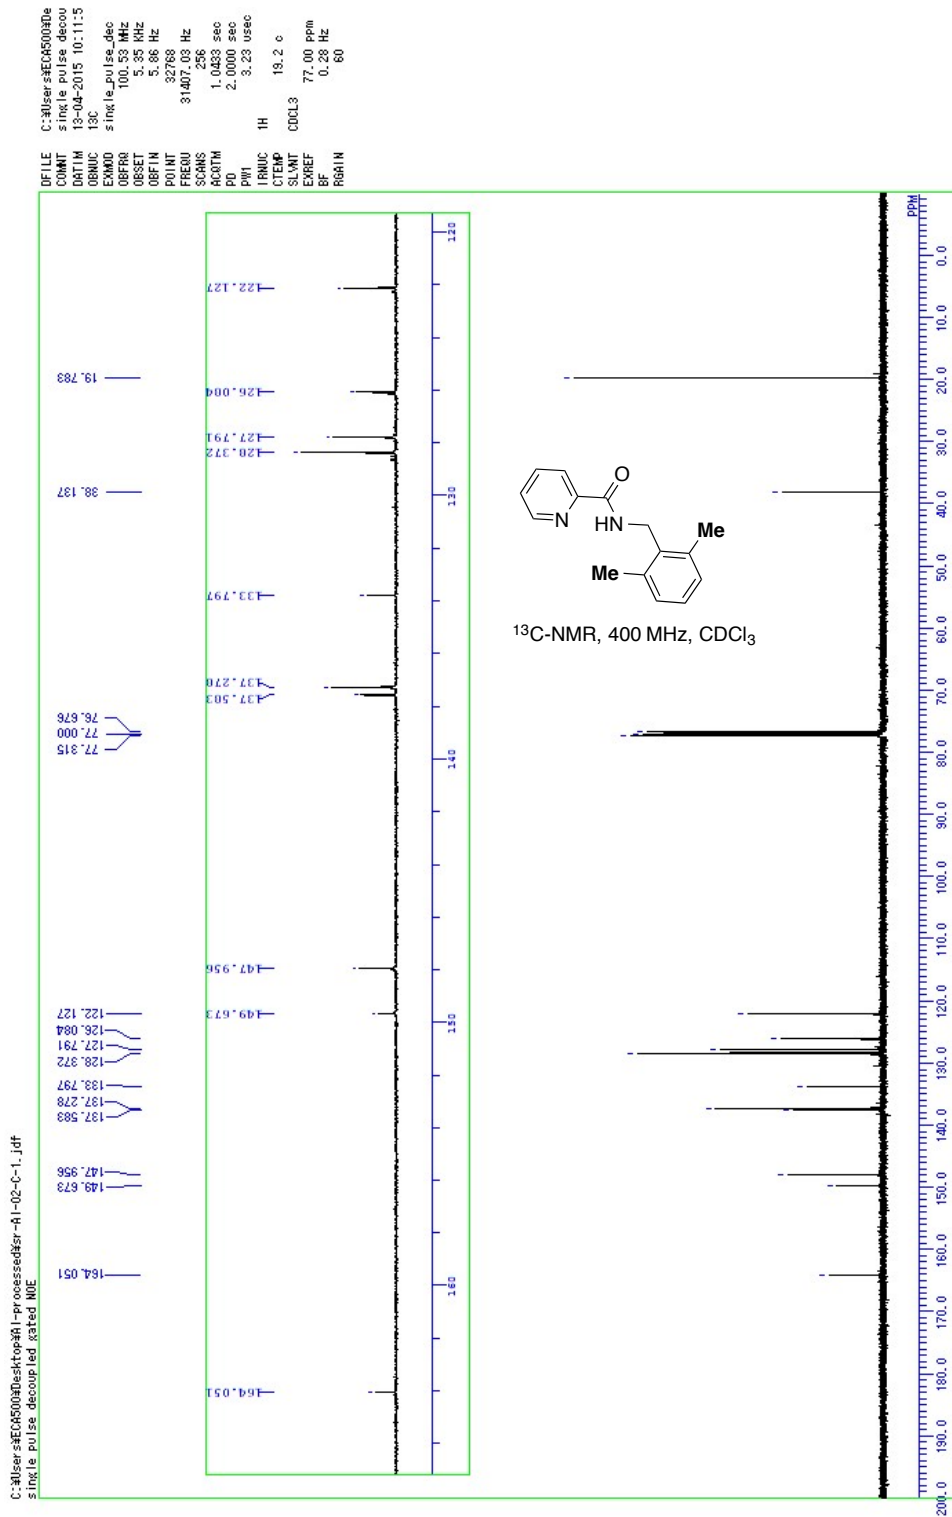 C:¥Users¥ECA500¥Desktop¥AI-processed¥sr-AI-02-C-1.jdf
single pulse decoupled gated NOE
DFILE C:¥Users¥ECA500¥De
COMNT single pulse decou
DATIM 13-04-2015 10:11:5
OBNUC 13C
EXMOD single_pulse_dec
OBFRQ 100.53 MHz
OBSET 5.35 KHz
OBFIN 5.86 Hz
POINT 32768
FREQU 31407.03 Hz
SCANS 256
ACQTM 1.0433 sec
PD 2.0000 sec
PW1 3.23 usec
IRNUC 1H
CTEMP 19.2 c
SLVNT CDCL3
EXREF 77.00 ppm
BF 0.28 Hz
RGAIN 60
164.051
149.673
147.956
137.583
137.278
133.797
128.372
127.791
126.084
122.127
77.315
77.000
76.676
38.137
19.783
164.051
149.673
147.956
137.583
137.278
133.797
128.372
127.791
126.084
122.127
160
150
140
130
120
N
HN
O
Me
Me
¹³C-NMR, 400 MHz, CDCl₃
PPM
200.0 190.0 180.0 170.0 160.0 150.0 140.0 130.0 120.0 110.0 100.0 90.0 80.0 70.0 60.0 50.0 40.0 30.0 20.0 10.0 0.0